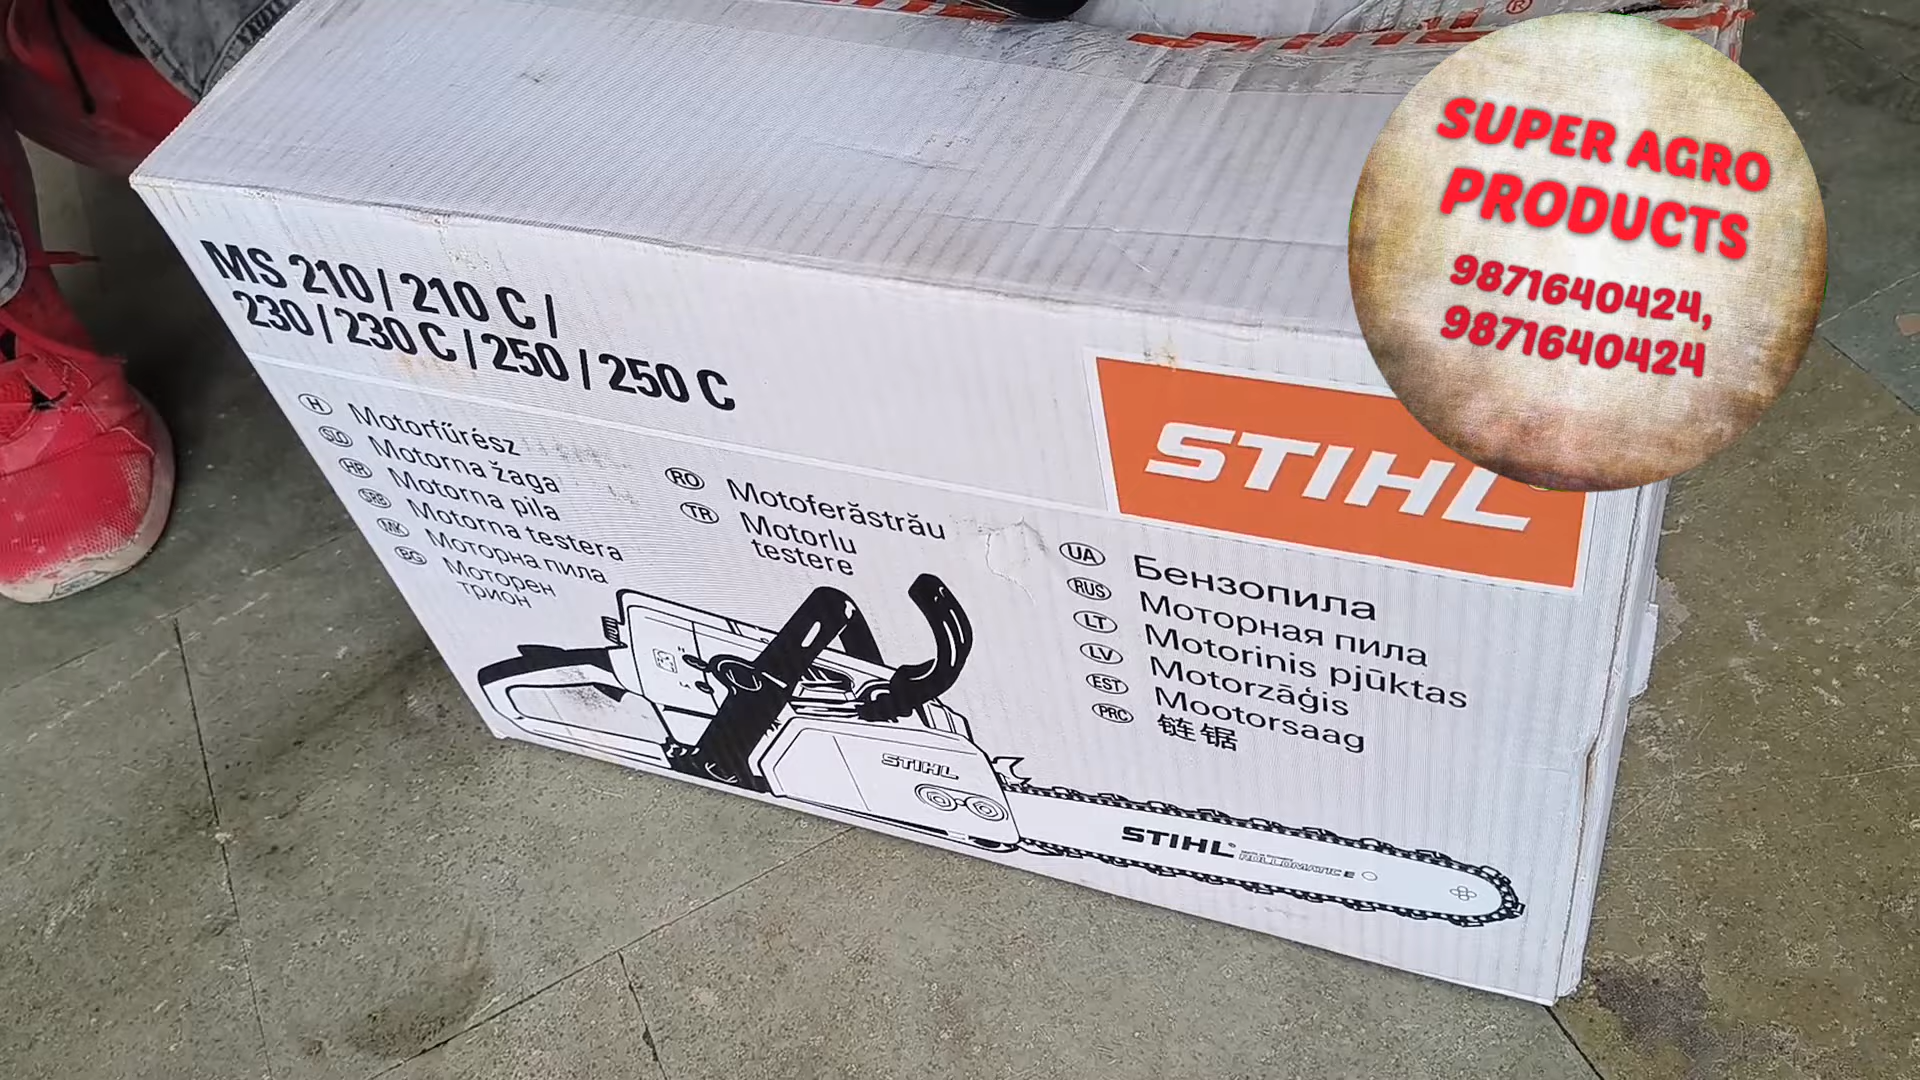 SUPER AGRO
PRODUCTS
9871640424,
9871640424
MS 210 / 210 C /
230 / 230 C / 250 / 250 C
STIHL
H Motorfűrész
SLO Motorna žaga
HR Motorna pila
SRB Motorna testera
MK Моторна пила
BG Моторен
трион
RO Motoferăstrău
TR Motorlu
testere
UA Бензопила
RUS Моторная пила
LT Motorinis pjūklas
LV Motorzāģis
EST Mootorsaag
PRC 链锯
STIHL
STIHL®
ROLLOMATIC E